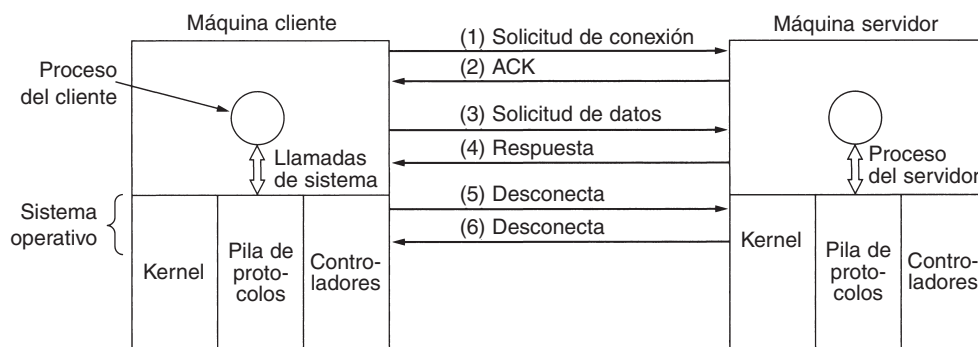 Máquina cliente
Máquina servidor
(1) Solicitud de conexión
(2) ACK
Proceso
del cliente
(3) Solicitud de datos
(4) Respuesta
Llamadas
de sistema
Proceso
del servidor
(5) Desconecta
(6) Desconecta
Sistema
operativo
Kernel
Pila de
proto-
colos
Contro-
ladores
Kernel
Pila de
proto-
colos
Contro-
ladores